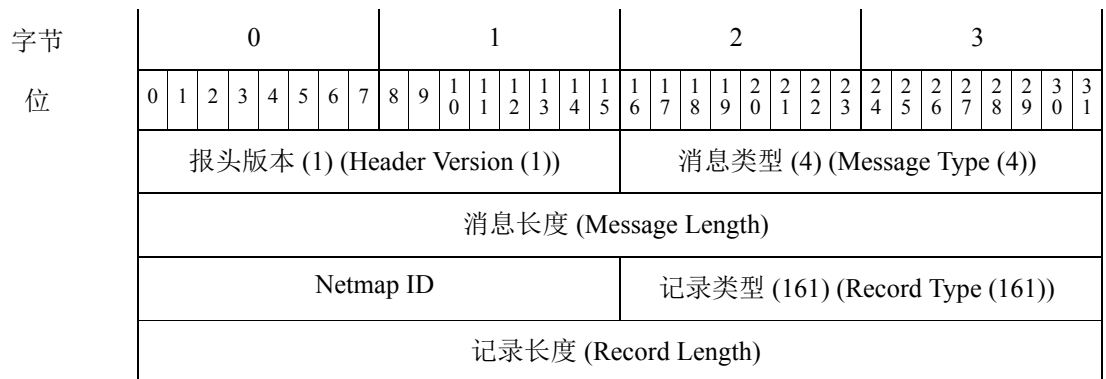 字节 0 1 2 3
位 0 1 2 3 4 5 6 7 8 9 10 11 12 13 14 15 16 17 18 19 20 21 22 23 24 25 26 27 28 29 30 31
报头版本 (1) (Header Version (1)) 消息类型 (4) (Message Type (4))
消息长度 (Message Length)
Netmap ID 记录类型 (161) (Record Type (161))
记录长度 (Record Length)